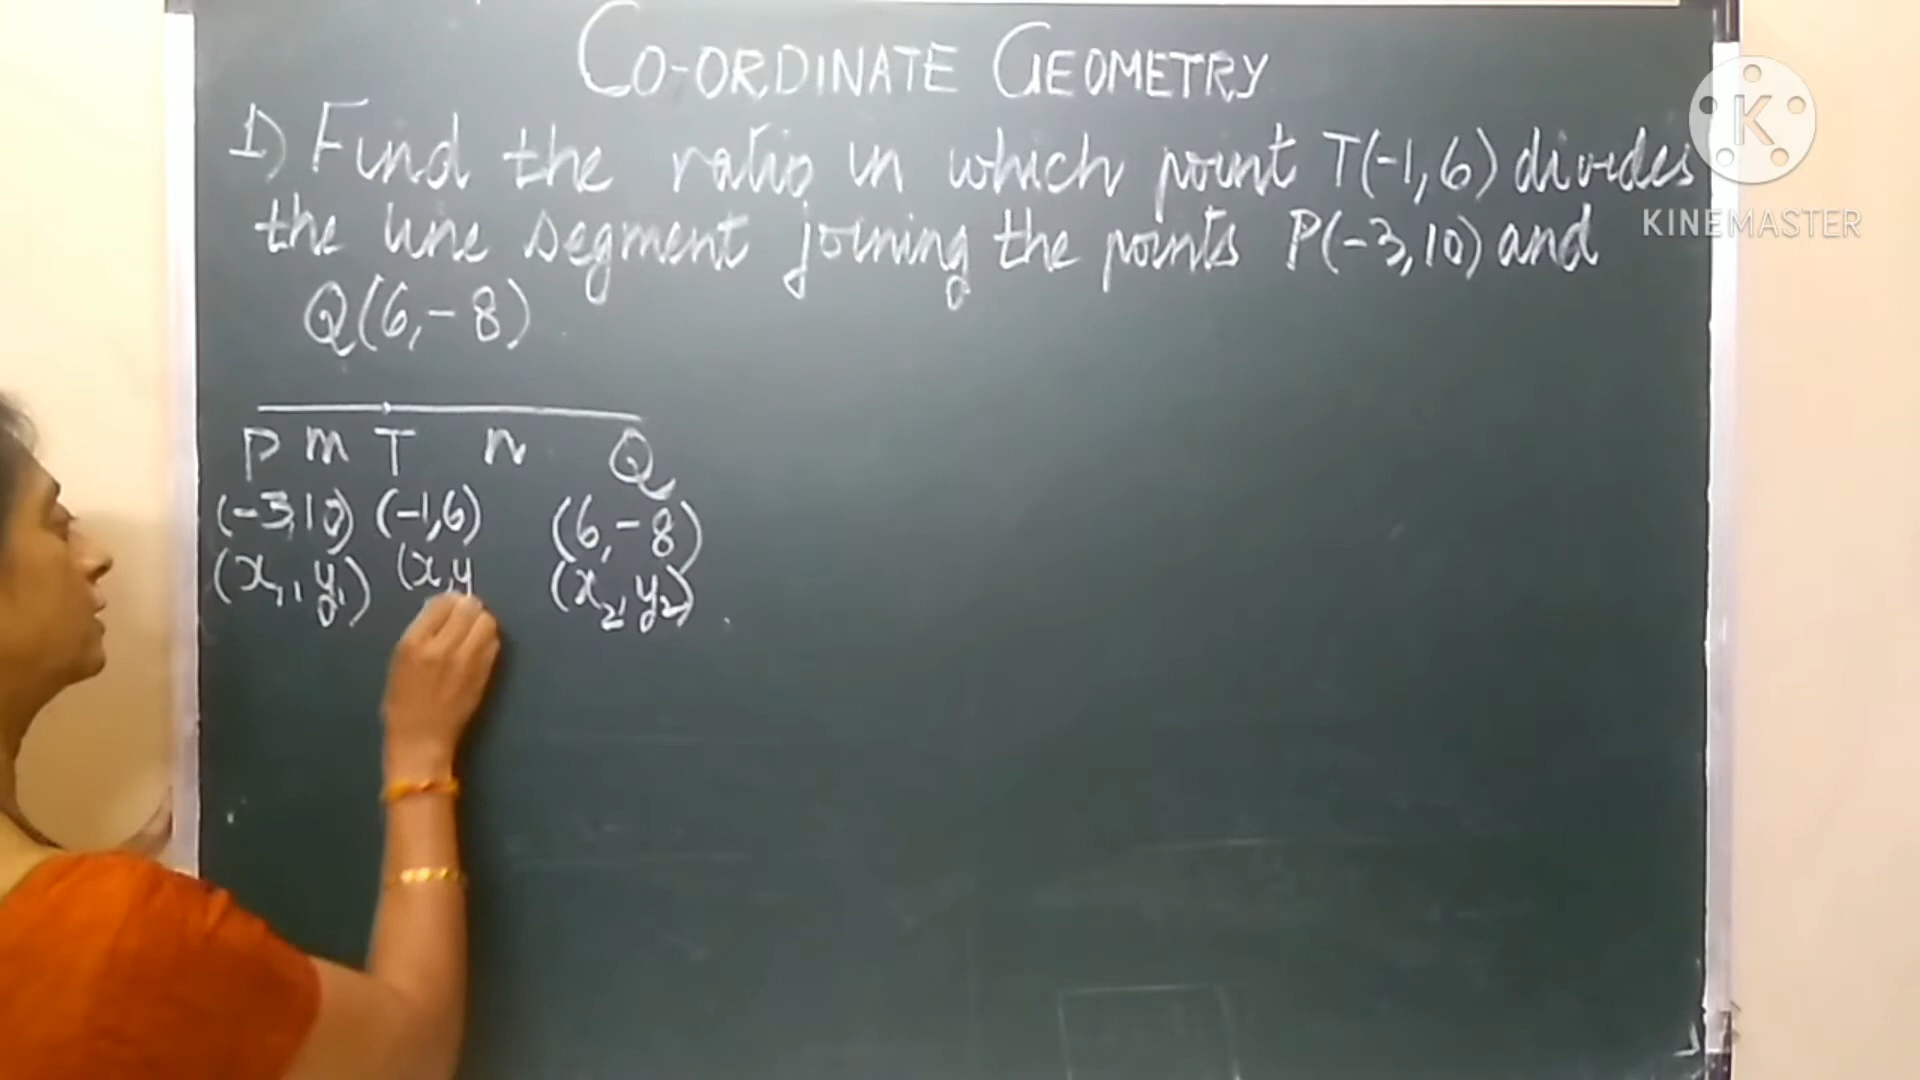 CO-ORDINATE GEOMETRY
1) Find the ratio in which point T(-1,6) divides
the line segment joining the points P(-3,10) and
Q(6,-8)
P m T n Q
(-3,10) (-1,6) (6,-8)
(x₁, y₁) (x,y (x₂, y₂)
K
KINEMASTER